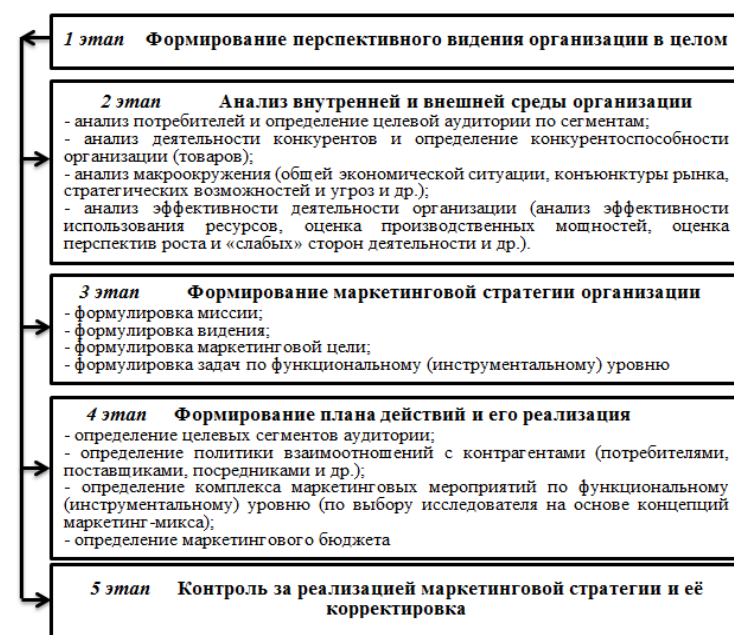 1 этап Формирование перспективного видения организации в целом
2 этап Анализ внутренней и внешней среды организации
- анализ потребителей и определение целевой аудитории по сегментам;
- анализ деятельности конкурентов и определение конкурентоспособности
организации (товаров);
- анализ макроокружения (общей экономической ситуации, конъюнктуры рынка,
стратегических возможностей и угроз и др.);
- анализ эффективности деятельности организации (анализ эффективности
использования ресурсов, оценка производственных мощностей, оценка
перспектив роста и «слабых» сторон деятельности и др.).
3 этап Формирование маркетинговой стратегии организации
- формулировка миссии;
- формулировка видения;
- формулировка маркетинговой цели;
- формулировка задач по функциональному (инструментальному) уровню
4 этап Формирование плана действий и его реализация
- определение целевых сегментов аудитории;
- определение политики взаимоотношений с контрагентами (потребителями,
поставщиками, посредниками и др.);
- определение комплекса маркетинговых мероприятий по функциональному
(инструментальному) уровню (по выбору исследователя на основе концепций
маркетинг-микса);
- определение маркетингового бюджета
5 этап Контроль за реализацией маркетинговой стратегии и её
корректировка